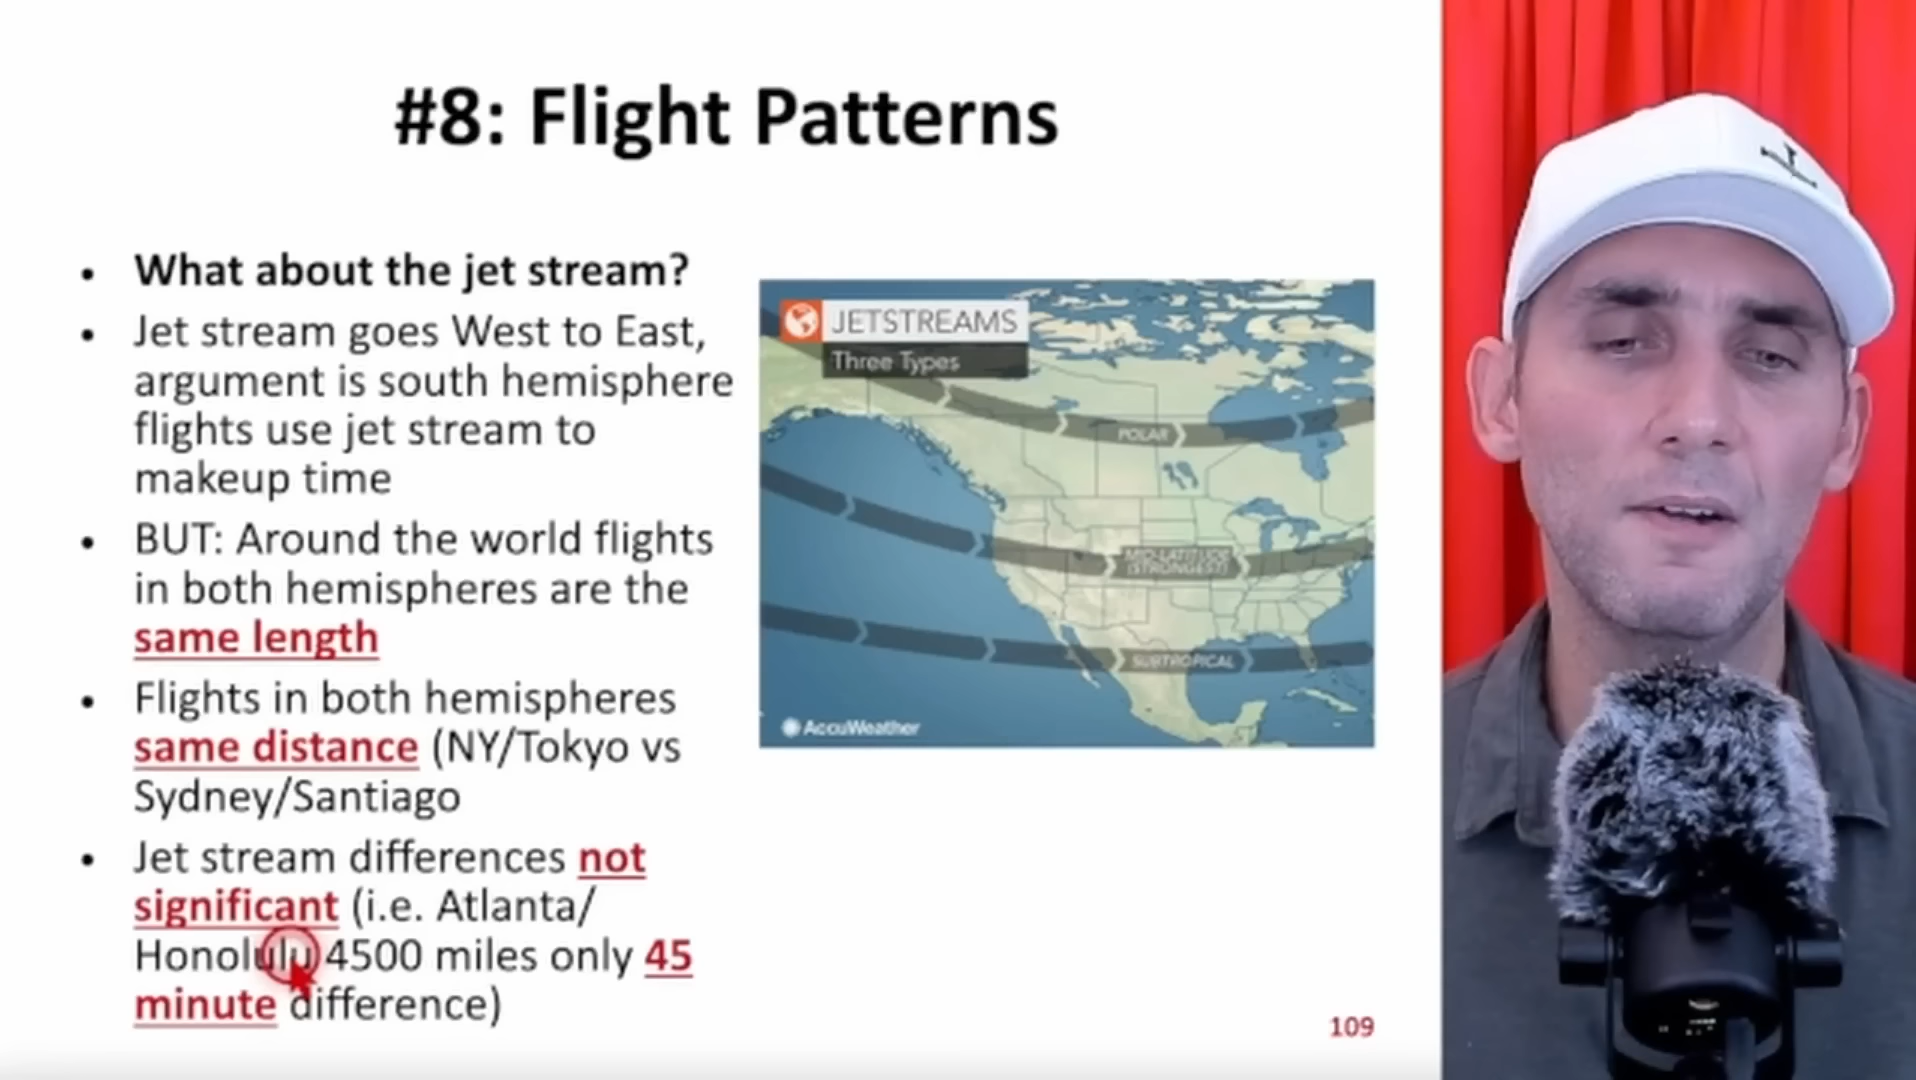 #8: Flight Patterns
• What about the jet stream?
• Jet stream goes West to East,
argument is south hemisphere
flights use jet stream to
makeup time
• BUT: Around the world flights
in both hemispheres are the
same length
• Flights in both hemispheres
same distance (NY/Tokyo vs
Sydney/Santiago
• Jet stream differences not
significant (i.e. Atlanta/
Honolulu 4500 miles only 45
minute difference)
JETSTREAMS
Three Types
POLAR
MID-LATITUDE
(STRONGEST)
SUBTROPICAL
AccuWeather
109